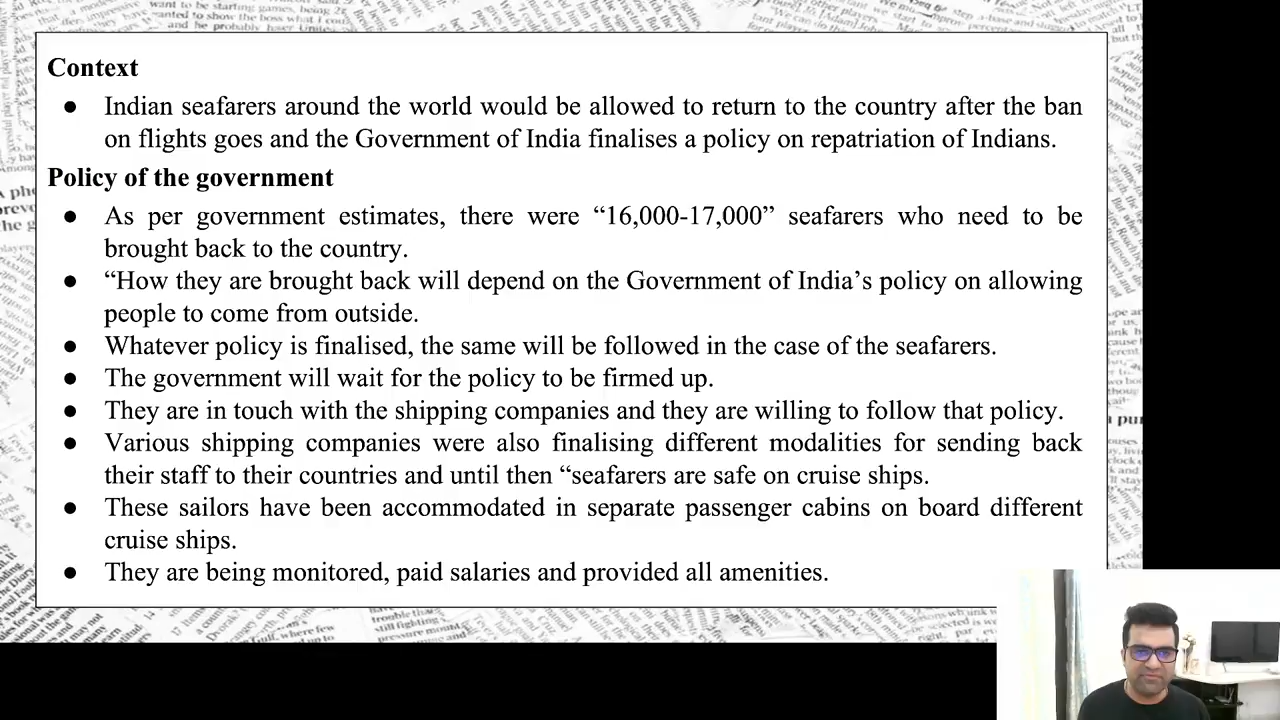 Context
● Indian seafarers around the world would be allowed to return to the country after the ban
on flights goes and the Government of India finalises a policy on repatriation of Indians.
Policy of the government
● As per government estimates, there were “16,000-17,000” seafarers who need to be
brought back to the country.
● “How they are brought back will depend on the Government of India’s policy on allowing
people to come from outside.
● Whatever policy is finalised, the same will be followed in the case of the seafarers.
● The government will wait for the policy to be firmed up.
● They are in touch with the shipping companies and they are willing to follow that policy.
● Various shipping companies were also finalising different modalities for sending back
their staff to their countries and until then “seafarers are safe on cruise ships.
● These sailors have been accommodated in separate passenger cabins on board different
cruise ships.
● They are being monitored, paid salaries and provided all amenities.